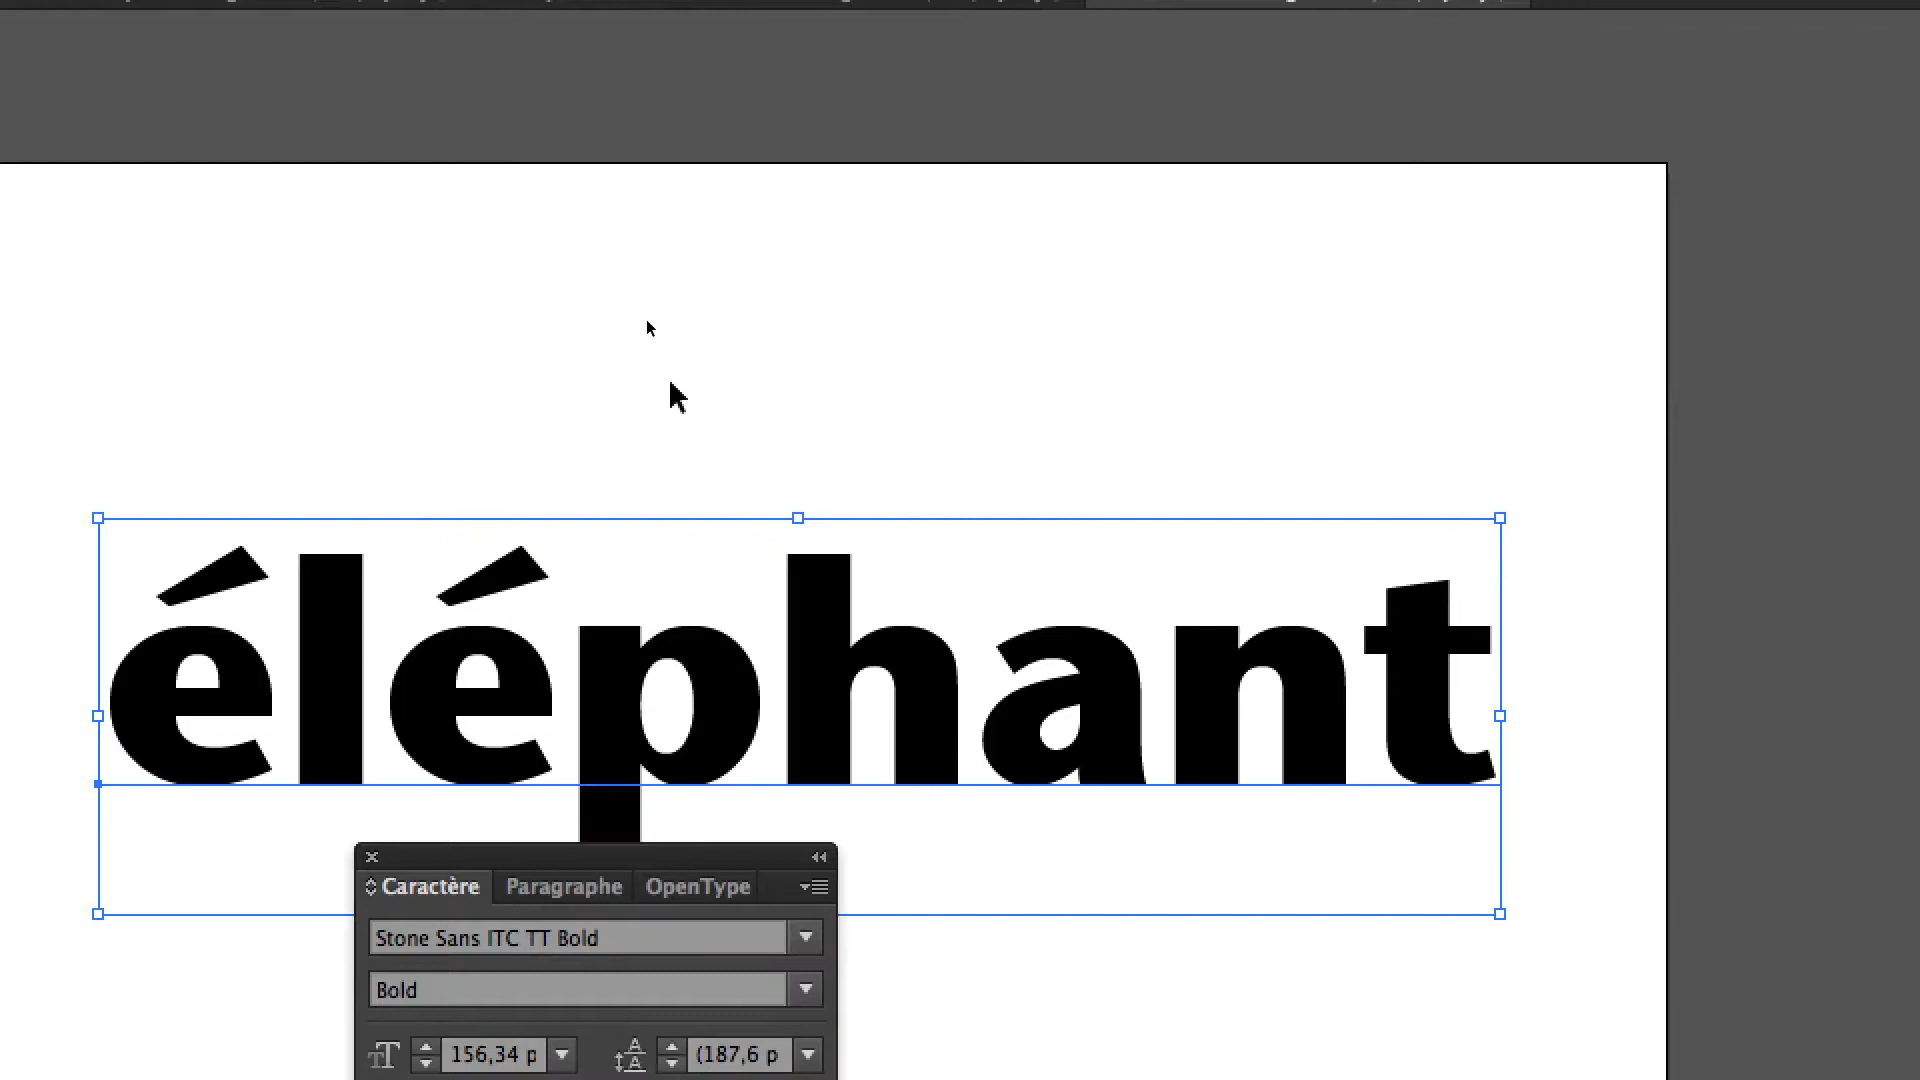 éléphant
Caractère Paragraphe OpenType
Stone Sans ITC TT Bold
Bold
156,34 p (187,6 p